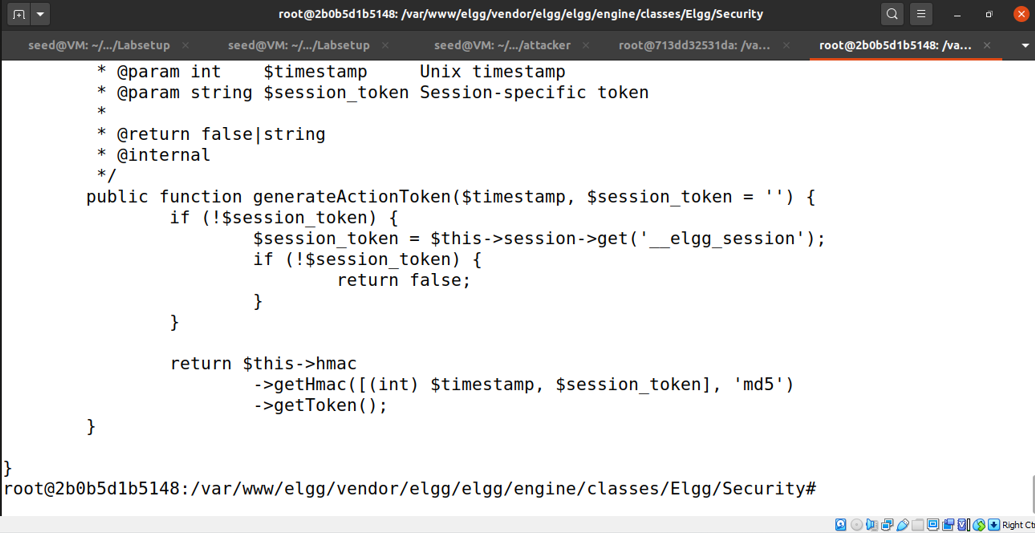 root@2b0b5d1b5148: /var/www/elgg/vendor/elgg/elgg/engine/classes/Elgg/Security
seed@VM: ~/.../Labsetup × seed@VM: ~/.../Labsetup × seed@VM: ~/.../attacker × root@713dd32531da: /va... × root@2b0b5d1b5148: /va... ×
 * @param int    $timestamp     Unix timestamp
 * @param string $session_token Session-specific token
 *
 * @return false|string
 * @internal
 */
public function generateActionToken($timestamp, $session_token = '') {
        if (!$session_token) {
                $session_token = $this->session->get('__elgg_session');
                if (!$session_token) {
                        return false;
                }
        }

        return $this->hmac
                ->getHmac([(int) $timestamp, $session_token], 'md5')
                ->getToken();
}

}
root@2b0b5d1b5148:/var/www/elgg/vendor/elgg/elgg/engine/classes/Elgg/Security#
Right Ct